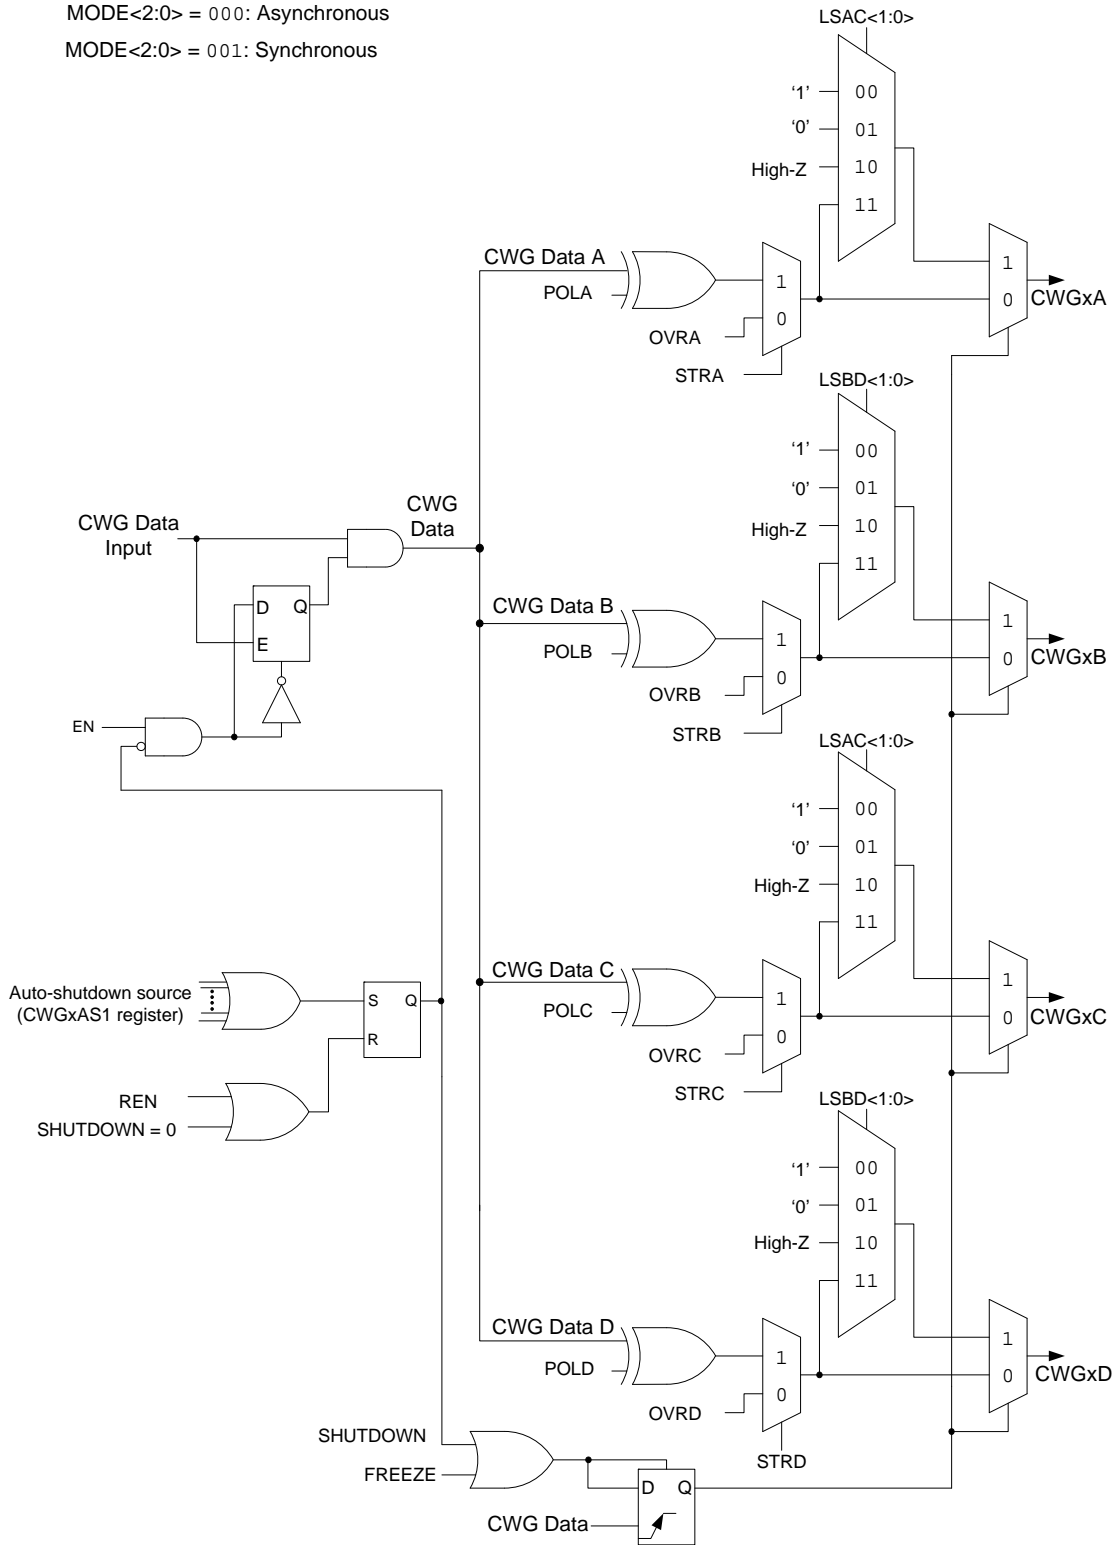 MODE<2:0> = 000: Asynchronous
MODE<2:0> = 001: Synchronous
LSAC<1:0>
‘1’
00
‘0’
01
High-Z
10
11
CWG Data A
POLA
1
0
OVRA
STRA
1
0
CWGxA
LSBD<1:0>
‘1’
00
‘0’
01
High-Z
10
11
CWG Data
Input
CWG
Data
D
Q
E
EN
CWG Data B
POLB
1
0
OVRB
STRB
1
0
CWGxB
LSAC<1:0>
‘1’
00
‘0’
01
High-Z
10
11
CWG Data C
POLC
1
0
OVRC
STRC
1
0
CWGxC
Auto-shutdown source
(CWGxAS1 register)
S
Q
R
REN
SHUTDOWN = 0
LSBD<1:0>
‘1’
00
‘0’
01
High-Z
10
11
CWG Data D
POLD
1
0
OVRD
STRD
1
0
CWGxD
SHUTDOWN
FREEZE
D
Q
CWG Data